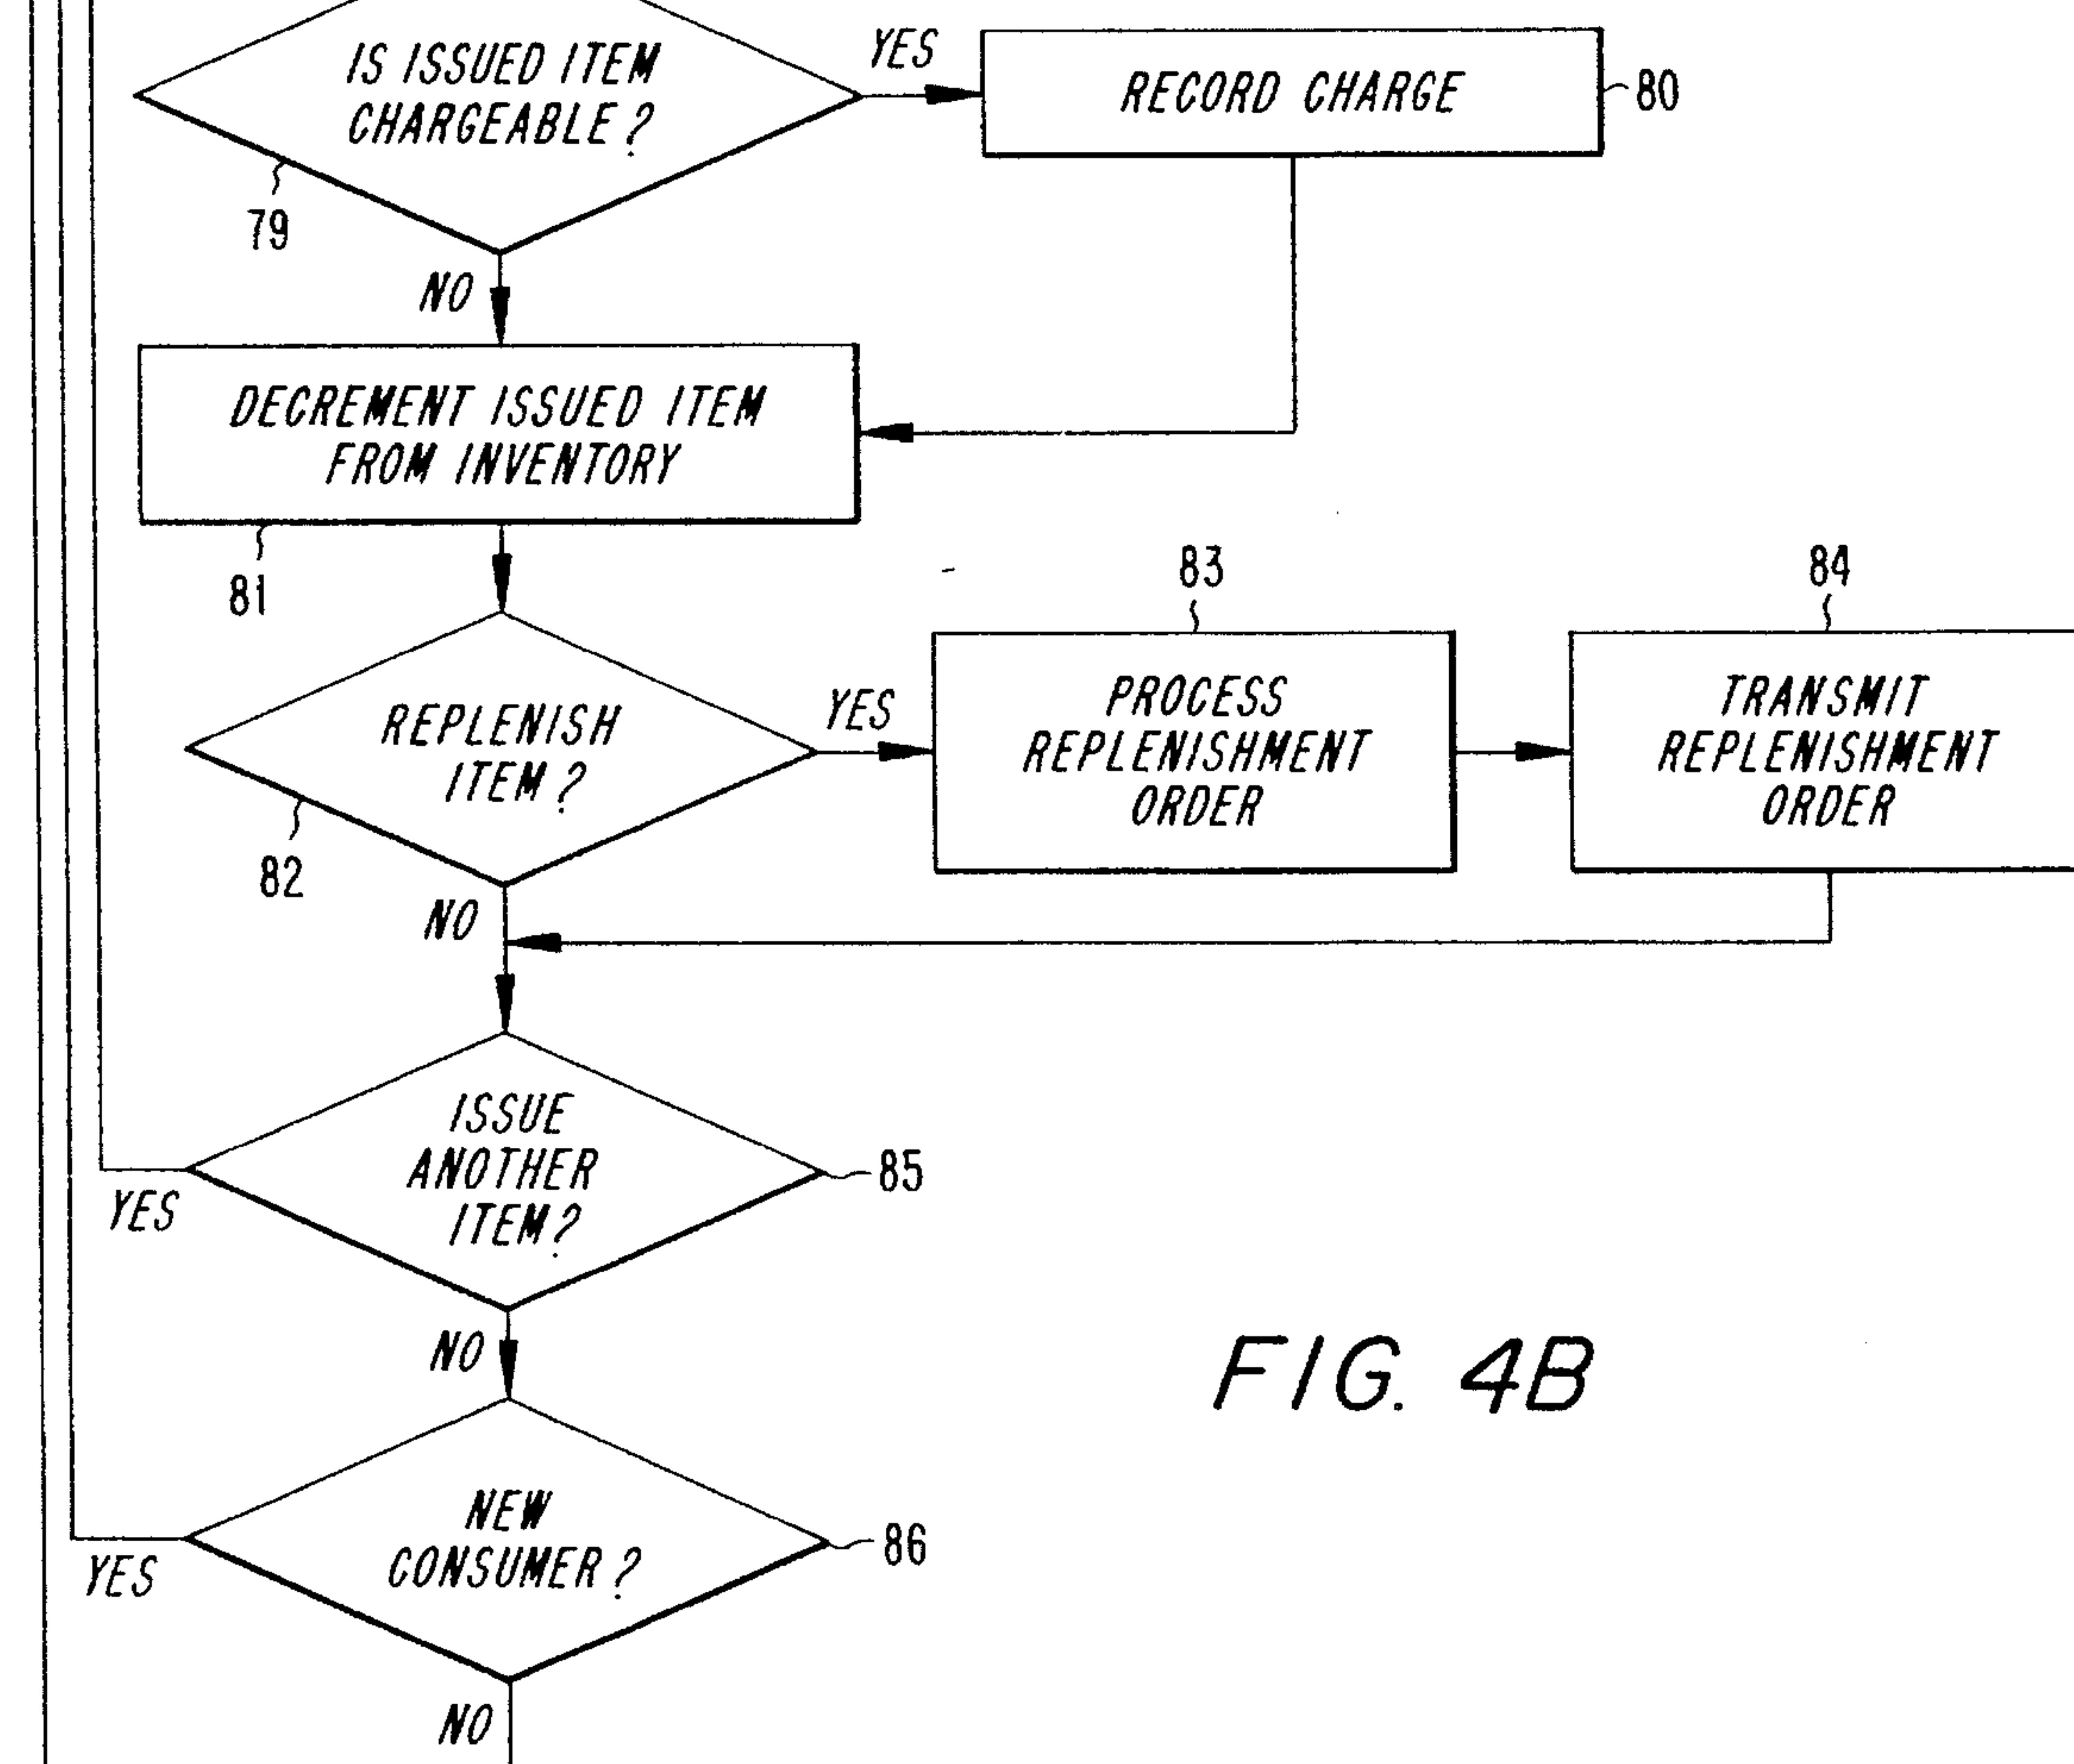 IS ISSUED ITEM
CHARGEABLE?
YES
RECORD CHARGE
80
79
NO
DECREMENT ISSUED ITEM
FROM INVENTORY
81
REPLENISH
ITEM?
82
YES
83
PROCESS
REPLENISHMENT
ORDER
84
TRANSMIT
REPLENISHMENT
ORDER
NO
ISSUE
ANOTHER
ITEM?
85
YES
NO
FIG. 4B
NEW
CONSUMER?
86
YES
NO